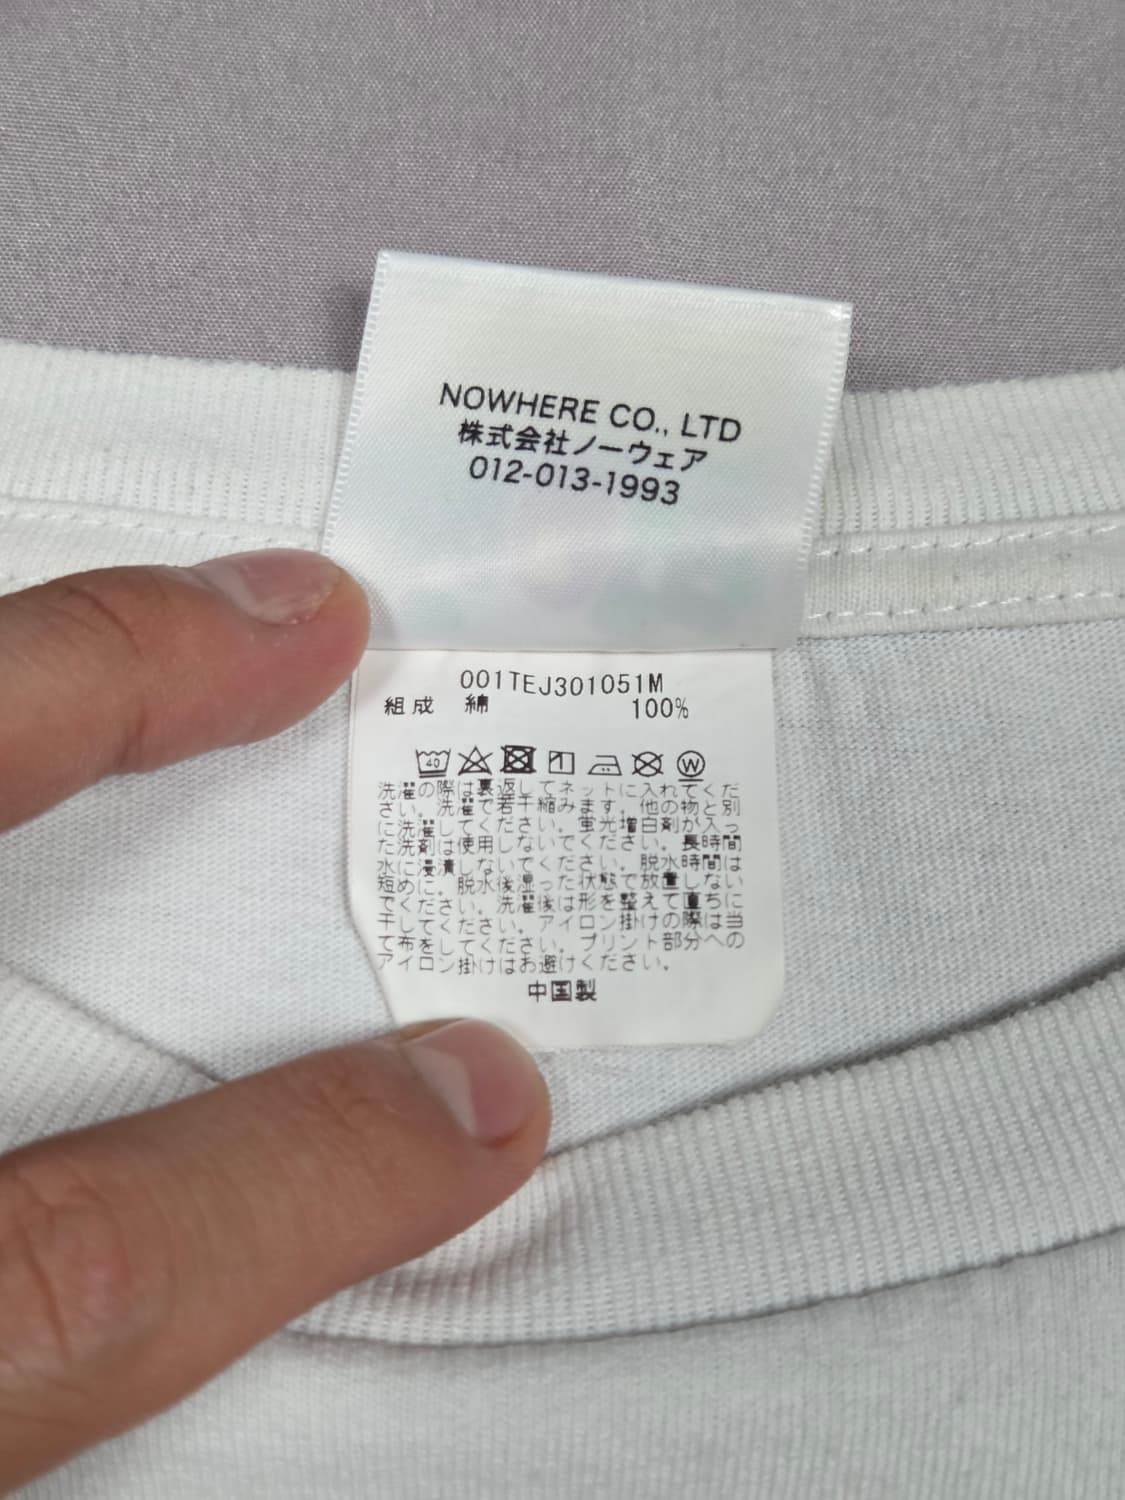 NOWHERE CO., LTD
株式会社ノーウェア
012-013-1993
001TEJ301051M
組成 綿 100%
40 W
洗濯の際は裏返してネットに入れてくだ
さい。洗濯で若干縮みます。他の物と別
に洗濯してください。蛍光増白剤が入っ
た洗剤は使用しないでください。長時間
水に浸漬しないでください。脱水時間は
短めに。脱水後湿った状態で放置しない
でください。洗濯後は形を整えて直ちに
干してください。アイロン掛けの際は当
て布をしてください。プリント部分への
アイロン掛けはお避けください。
中国製